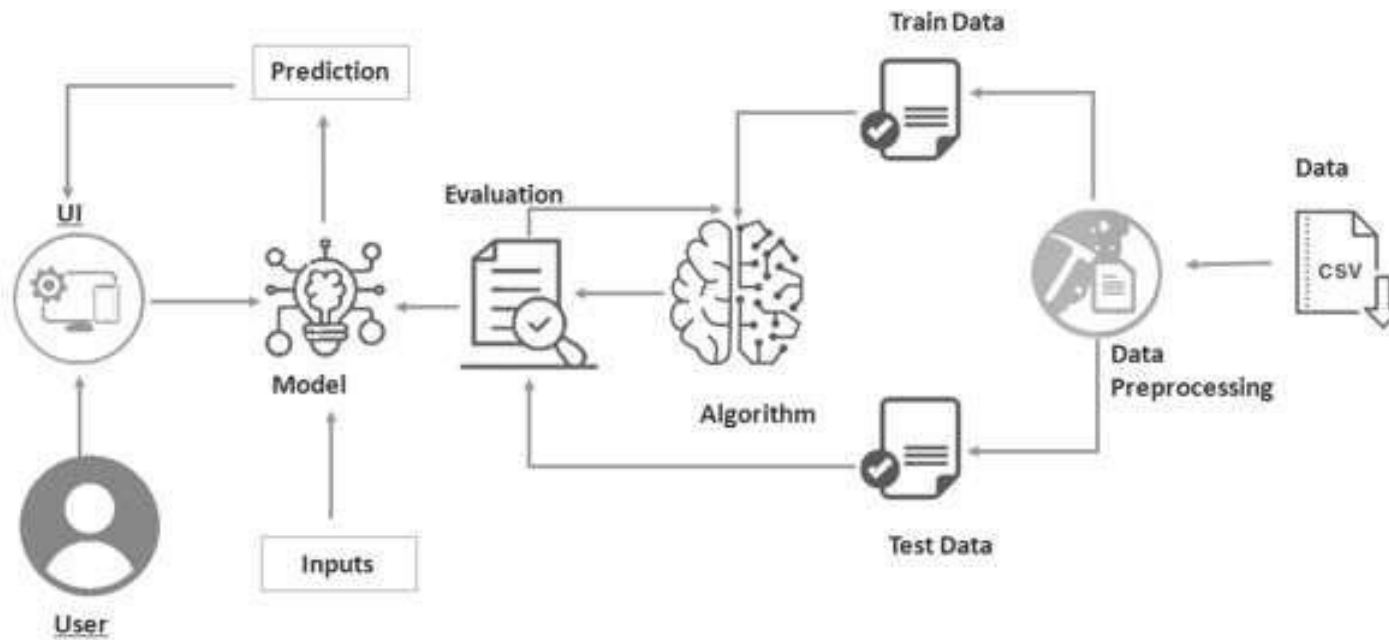 Train Data
Prediction
Data
Evaluation
UI
CSV
Data
Preprocessing
Model
Algorithm
Test Data
Inputs
User